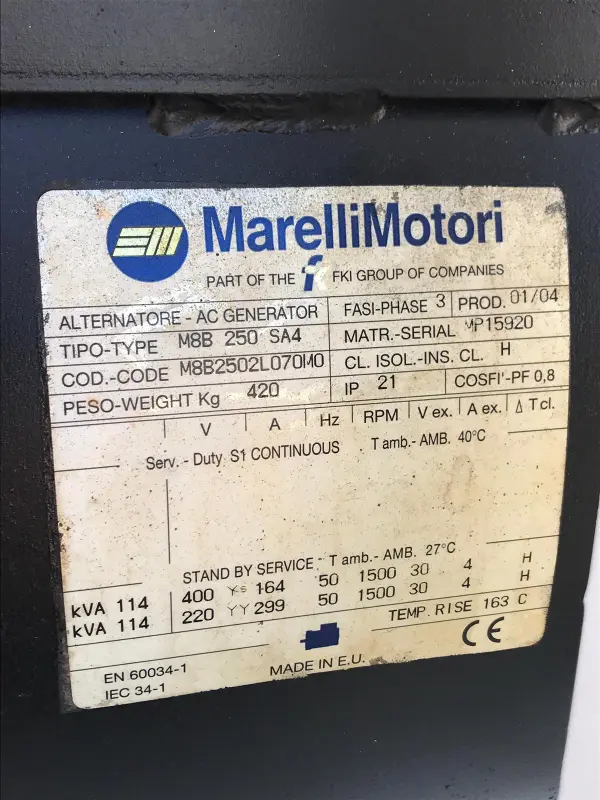 MarelliMotori
PART OF THE f FKI GROUP OF COMPANIES
ALTERNATORE - AC GENERATOR FASI-PHASE 3 PROD. 01/04
TIPO-TYPE M8B 250 SA4 MATR.-SERIAL MP15920
COD.-CODE M8B2502L070M0 CL. ISOL.-INS. CL. H
PESO-WEIGHT Kg 420 IP 21 COSFI'-PF 0,8
V A Hz RPM V ex. A ex. Δ T cl.
Serv. - Duty S1 CONTINUOUS T amb.- AMB. 40°C
STAND BY SERVICE - T amb.- AMB. 27°C
kVA 114 400 YS 164 50 1500 30 4 H
kVA 114 220 YY 299 50 1500 30 4 H
TEMP. RISE 163 C
EN 60034-1
IEC 34-1
MADE IN E.U.
CE